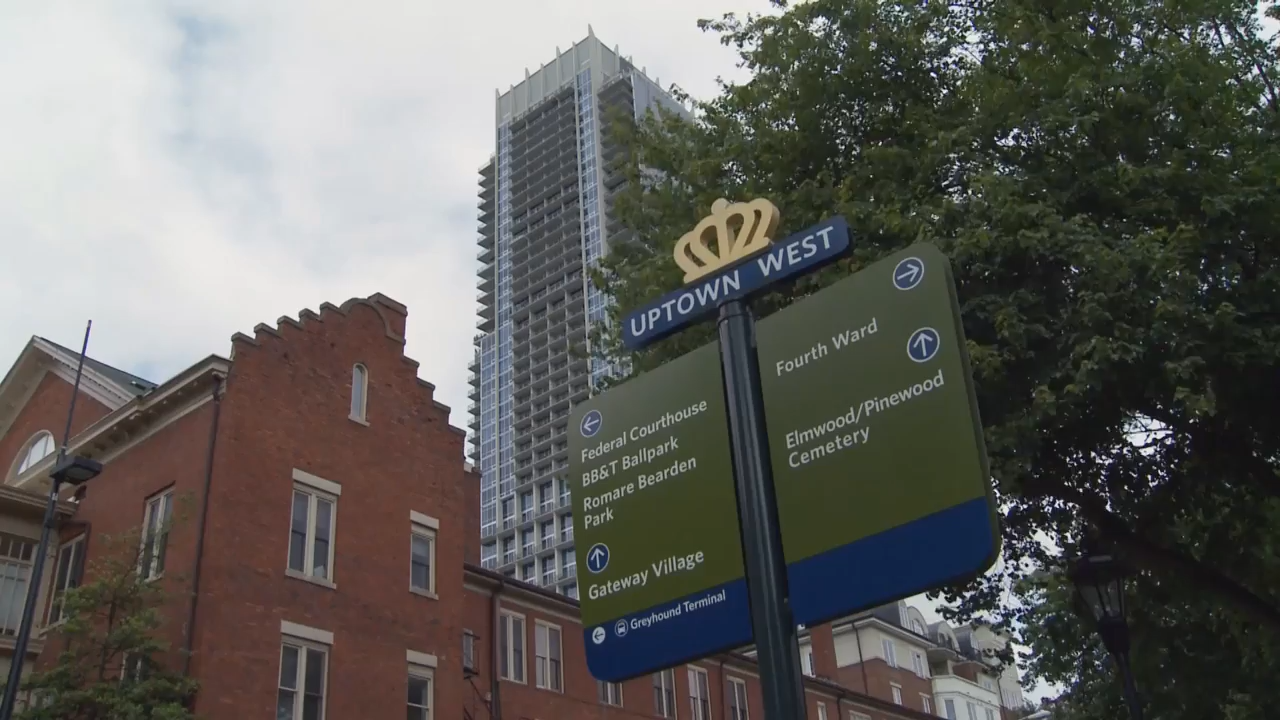 UPTOWN WEST
Federal Courthouse
BB&T Ballpark
Romare Bearden
Park
Gateway Village
Greyhound Terminal
Fourth Ward
Elmwood/Pinewood
Cemetery